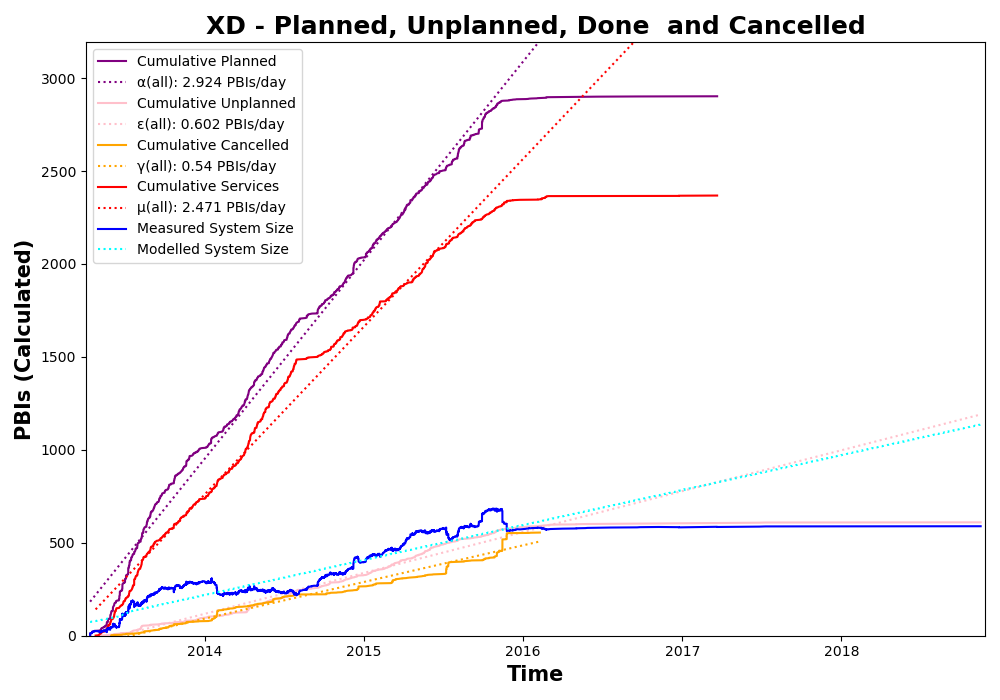 XD - Planned, Unplanned, Done  and Cancelled
Cumulative Planned
α(all): 2.924 PBIs/day
Cumulative Unplanned
ε(all): 0.602 PBIs/day
Cumulative Cancelled
γ(all): 0.54 PBIs/day
Cumulative Services
μ(all): 2.471 PBIs/day
Measured System Size
Modelled System Size
PBIs (Calculated)
3000
2500
2000
1500
1000
500
0
2014 2015 2016 2017 2018
Time